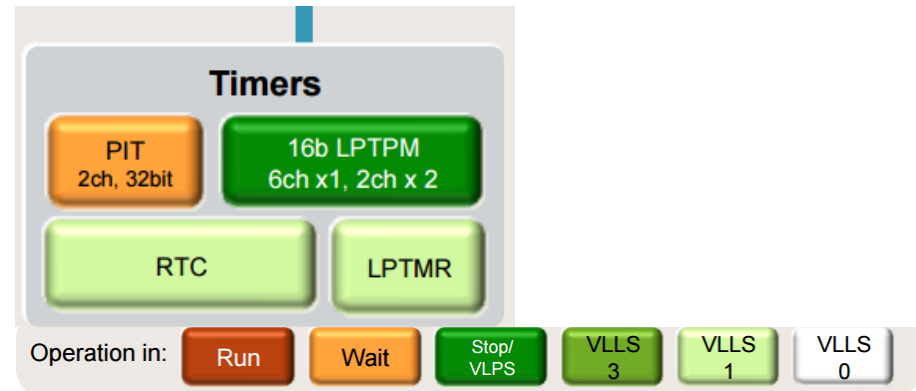 Timers
PIT
2ch, 32bit
16b LPTPM
6ch x1, 2ch x 2
RTC
LPTMR
Operation in:
Run
Wait
Stop/
VLPS
VLLS
3
VLLS
1
VLLS
0